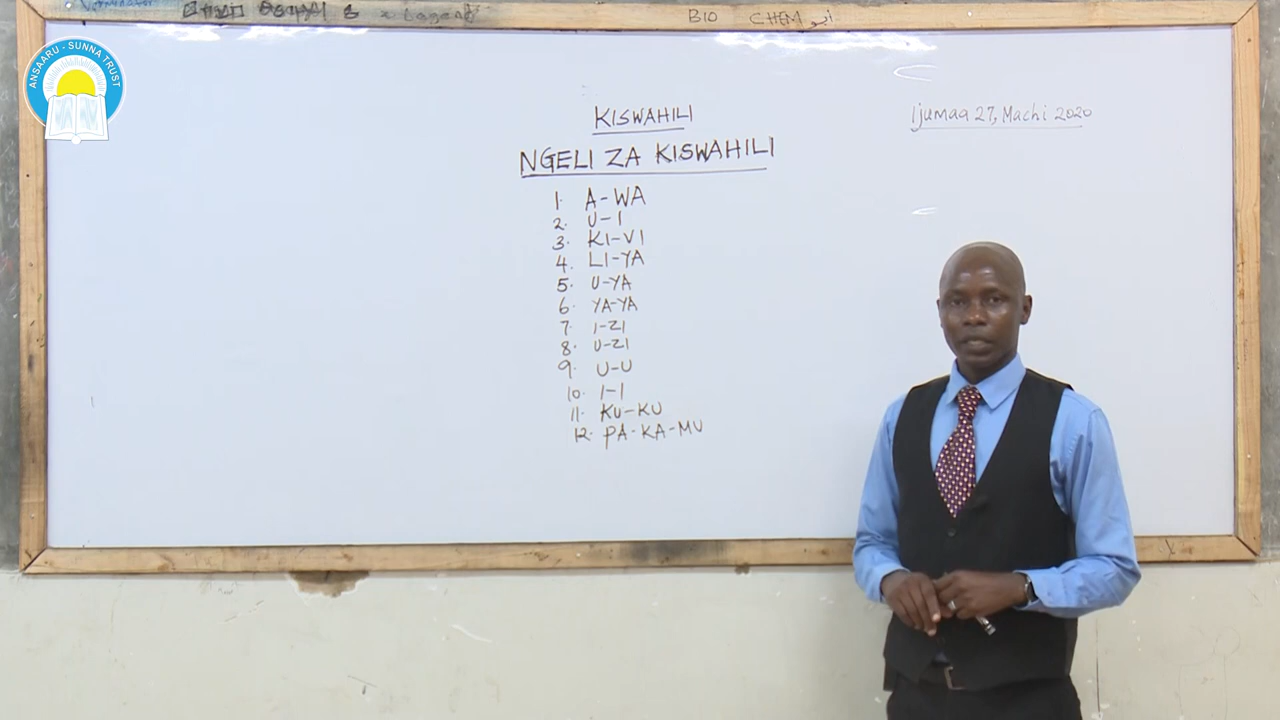 ANSAARU - SUNNA TRUST
BIO CHEM
KISWAHILI
Ijumaa 27, Machi 2020
NGELI ZA KISWAHILI
1. A-WA
2. U-I
3. KI-VI
4. LI-YA
5. U-YA
6. YA-YA
7. I-ZI
8. U-ZI
9. U-U
10. I-I
11. KU-KU
12. PA-KA-MU